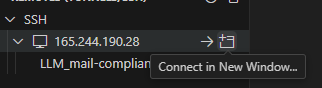 SSH
165.244.190.28
LLM_mail-complian
Connect in New Window...